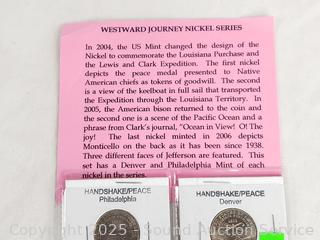 WESTWARD JOURNEY NICKEL SERIES
In 2004, the US Mint changed the design of the
Nickel to commemorate the Louisiana Purchase and
the Lewis and Clark Expedition. The first nickel
depicts the peace medal presented to Native
American chiefs as tokens of goodwill. The second
is a view of the keelboat in full sail that transported
the Expedition through the Louisiana Territory. In
2005, the American bison returned to the coin and
the second one is a scene of the Pacific Ocean and a
phrase from Clark's journal, "Ocean in View! O! The
joy! The last nickel minted in 2006 depicts
Monticello on the back as it has been since 1938.
Three different faces of Jefferson are featured. This
set has a Denver and Philadelphia Mint of each
nickel in the series.
HANDSHAKE/PEACE
Philadelphia
HANDSHAKE/PEACE
Denver
Copyright 2025 - Sound Auction Service